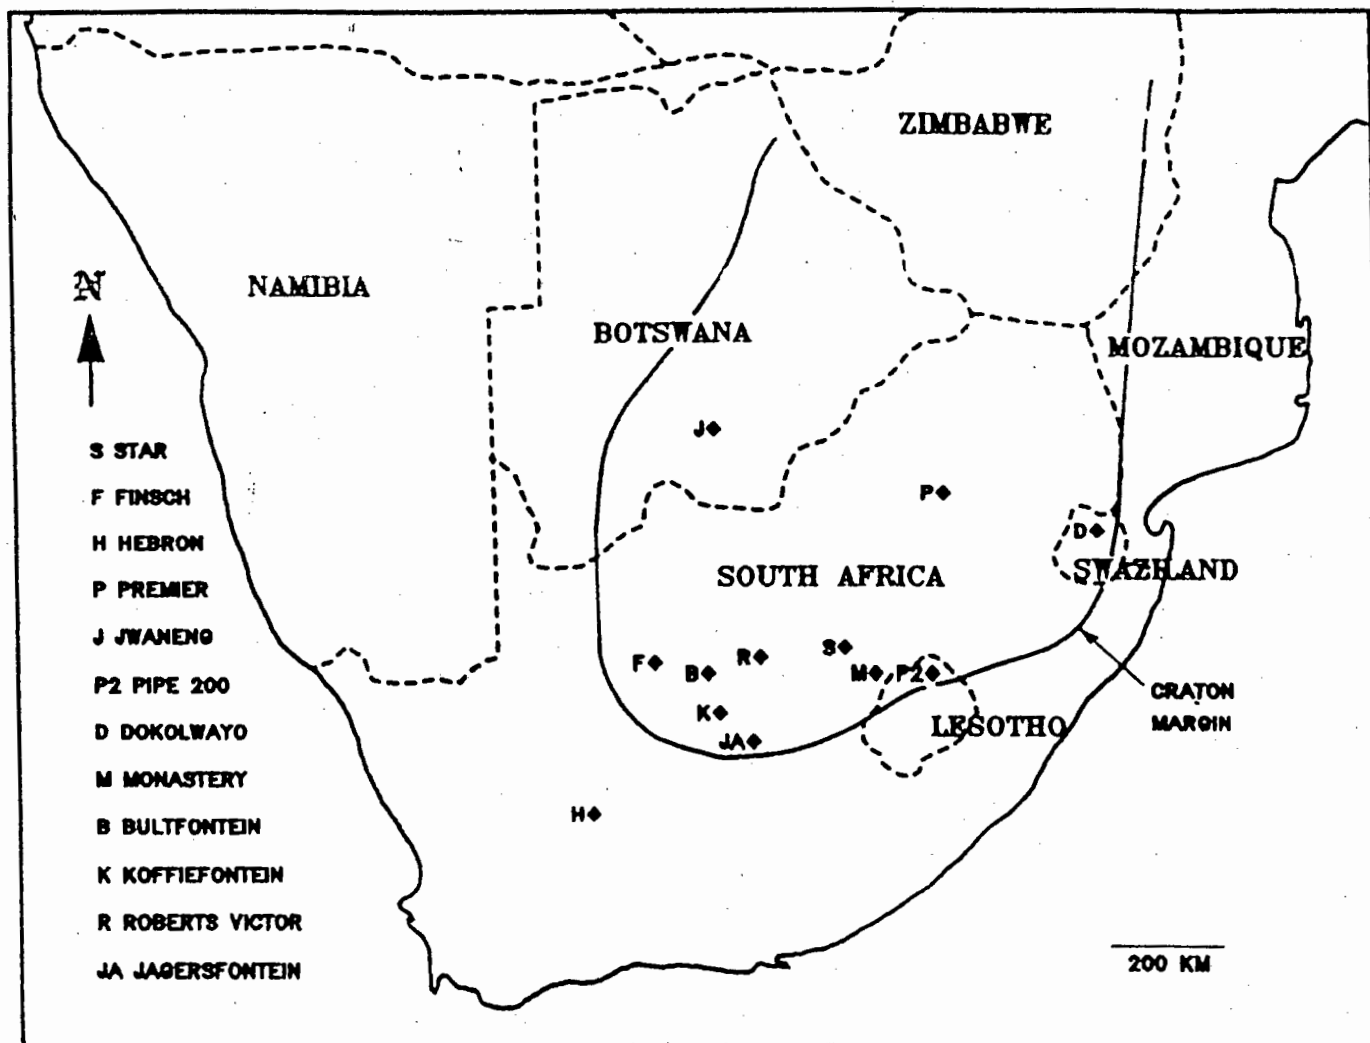 ZIMBABWE
N
NAMIBIA
BOTSWANA
MOZAMBIQUE
J
S STAR
F FINSCH
P
H HEBRON
D
SOUTH AFRICA
SWAZILAND
P PREMIER
J JWANENG
S
R
F
B
M
P2
P2 PIPE 200
CRATON
MARGIN
K
LESOTHO
D DOKOLWAYO
JA
M MONASTERY
H
B BULTFONTEIN
K KOFFIEFONTEIN
R ROBERTS VICTOR
JA JAGERSFONTEIN
200 KM